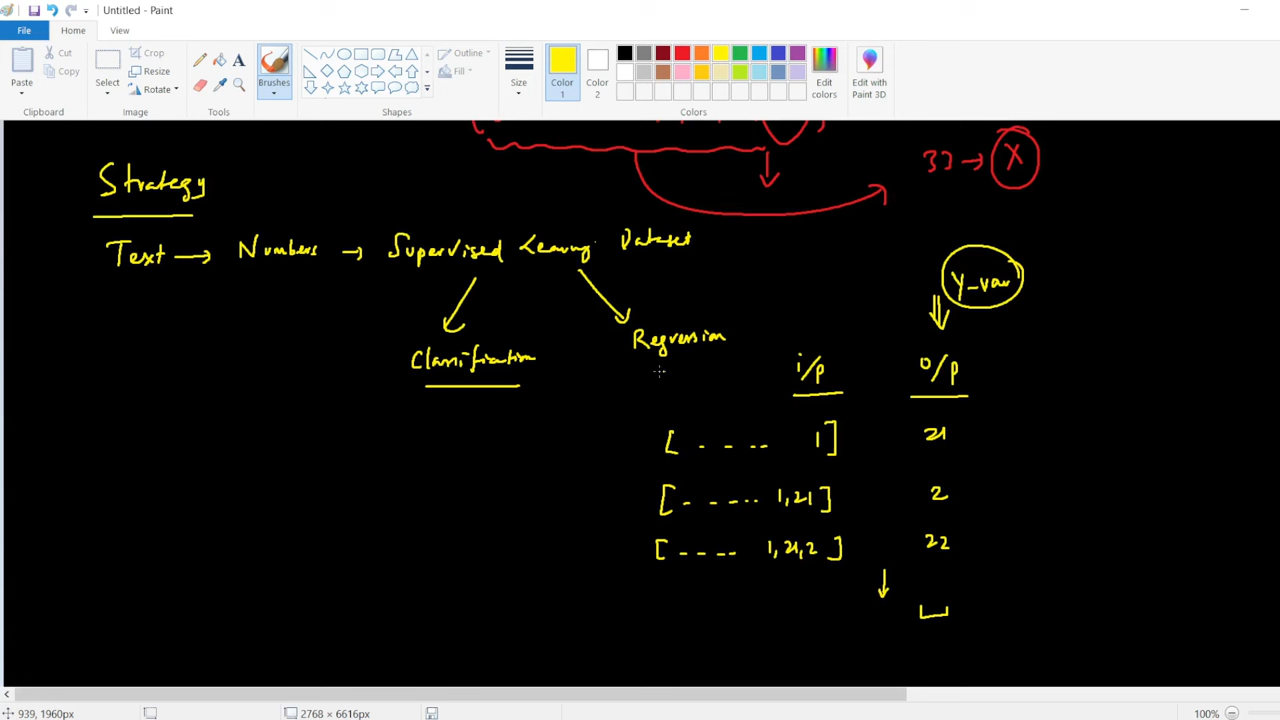 Untitled - Paint
File Home View
Paste
Cut
Copy
Clipboard
Select
Crop
Resize
Rotate
Image
Tools
Brushes
Outline
Fill
Shapes
Size
Color 1
Color 2
Edit colors
Edit with Paint 3D
Colors
33 → X
Strategy
Text → Numbers → Supervised Learning Dataset
Y-var
Classification
Regression
i/p o/p
[ - - - - 1] 21
[ - - - - - 1,21] 2
[ - - - - 1,21,2] 22
939, 1960px
2768 × 6616px
100%